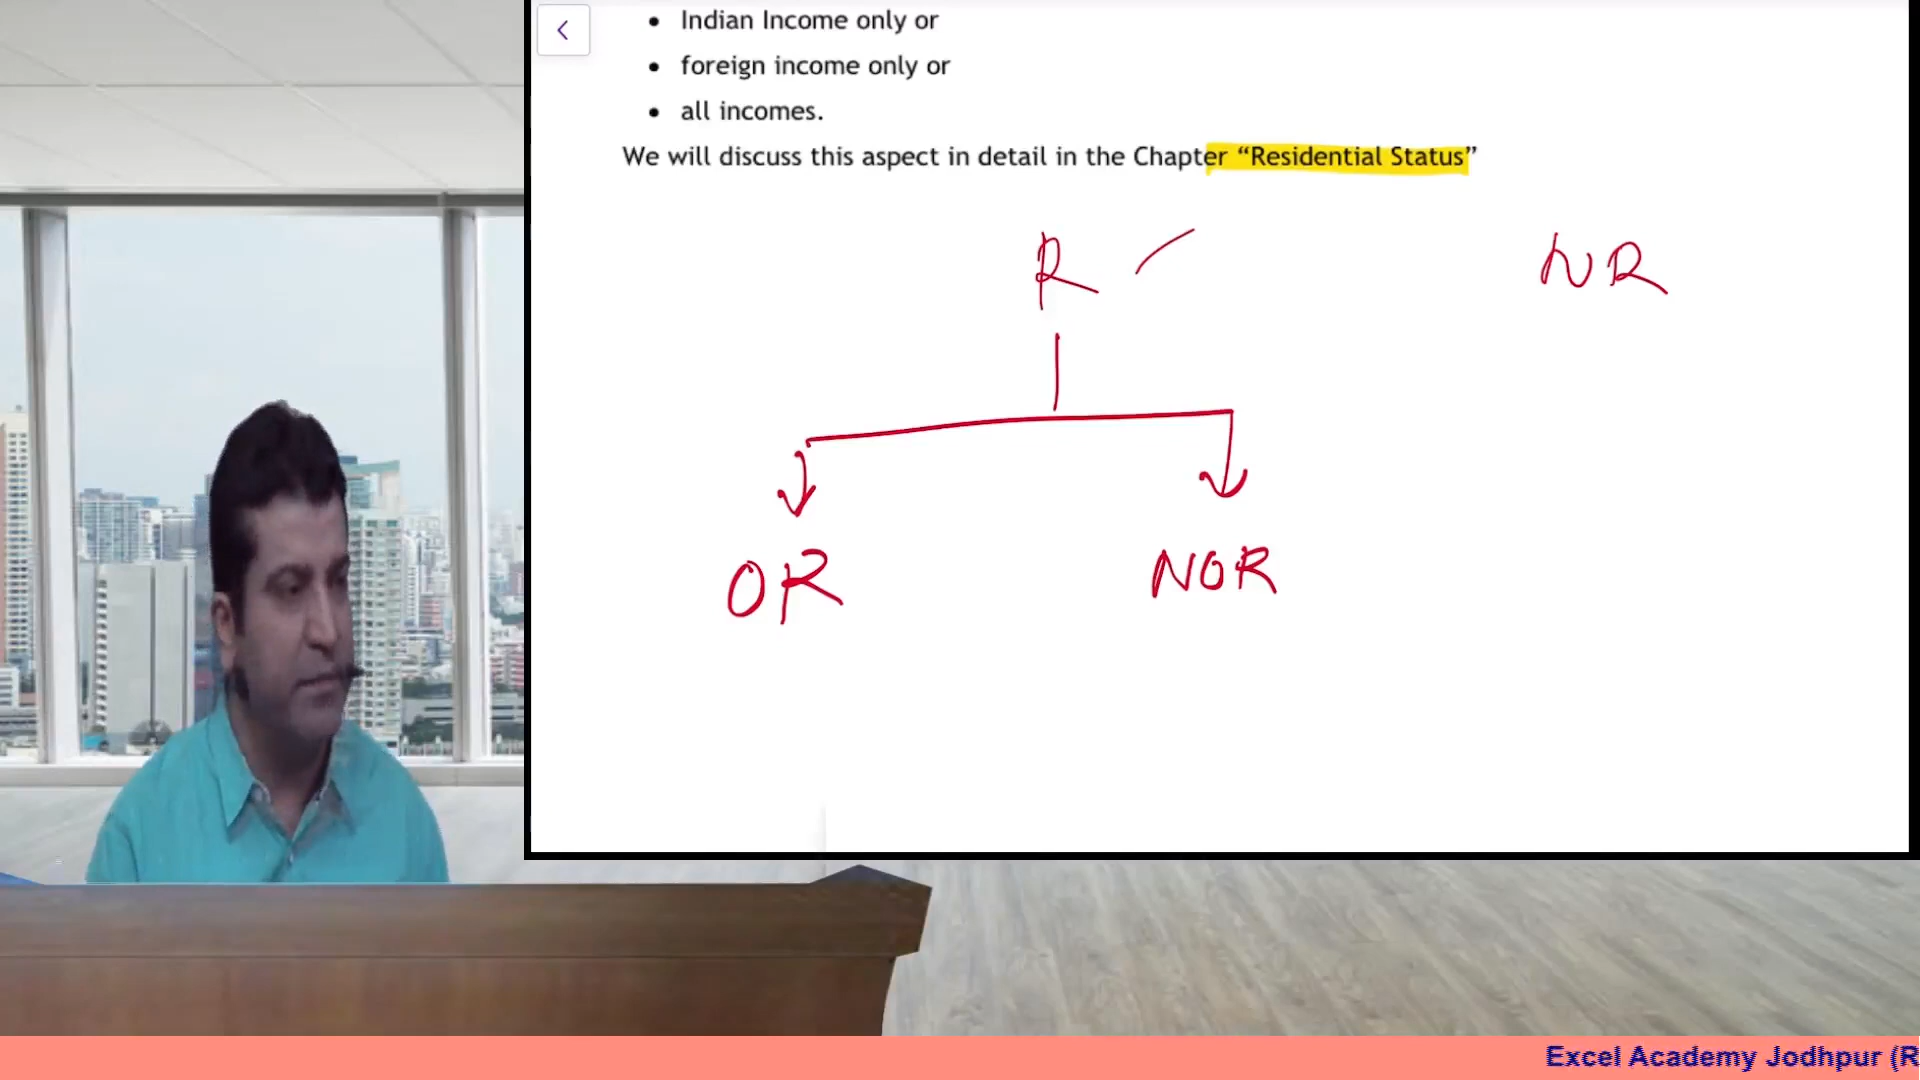 • Indian Income only or
• foreign income only or
• all incomes.
We will discuss this aspect in detail in the Chapter “Residential Status”
R NR
OR NOR
Excel Academy Jodhpur (R